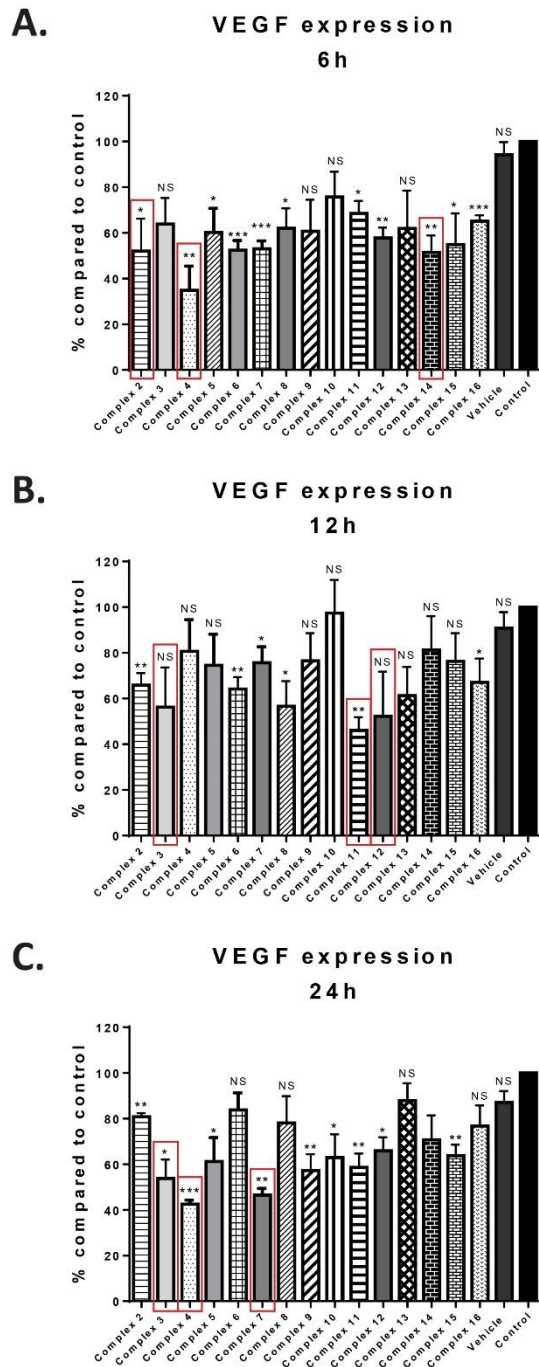 A.
VEGF expression
6h
% compared to control
120
100
80
60
40
20
0
*
NS
**
*
***
***
*
NS
NS
*
**
NS
**
*
***
NS
Complex 2
Complex 3
Complex 4
Complex 5
Complex 6
Complex 7
Complex 8
Complex 9
Complex 10
Complex 11
Complex 12
Complex 13
Complex 14
Complex 15
Complex 16
Vehicle
Control
B.
VEGF expression
12h
% compared to control
120
100
80
60
40
20
0
**
NS
NS
NS
**
*
*
NS
NS
**
NS
NS
NS
NS
*
NS
Complex 2
Complex 3
Complex 4
Complex 5
Complex 6
Complex 7
Complex 8
Complex 9
Complex 10
Complex 11
Complex 12
Complex 13
Complex 14
Complex 15
Complex 16
Vehicle
Control
C.
VEGF expression
24h
% compared to control
120
100
80
60
40
20
0
**
*
***
*
NS
**
NS
**
*
**
*
NS
**
NS
NS
Complex 2
Complex 3
Complex 4
Complex 5
Complex 6
Complex 7
Complex 8
Complex 9
Complex 10
Complex 11
Complex 12
Complex 13
Complex 14
Complex 15
Complex 16
Vehicle
Control